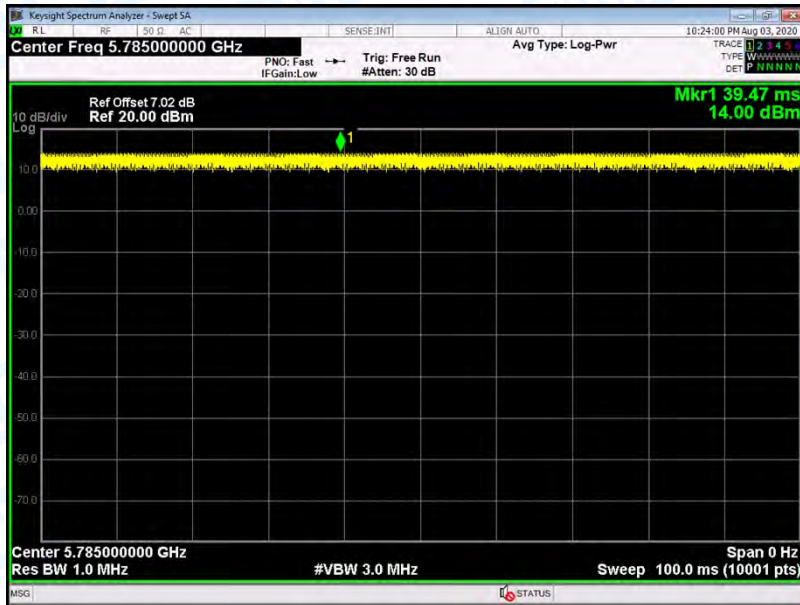 Keysight Spectrum Analyzer - Swept SA
RL RF 50 Ω AC SENSE:INT ALIGN AUTO 10:24:00 PM Aug 03, 2020
Center Freq 5.785000000 GHz Avg Type: Log-Pwr TRACE 1 2 3 4 5
PNO: Fast Trig: Free Run TYPE W
IFGain:Low #Atten: 30 dB DET P N N N N N
Mkr1 39.47 ms
Ref Offset 7.02 dB
10 dB/div Ref 20.00 dBm 14.00 dBm
Log
1
10.0
0.00
-10.0
-20.0
-30.0
-40.0
-50.0
-60.0
-70.0
Center 5.785000000 GHz Span 0 Hz
Res BW 1.0 MHz #VBW 3.0 MHz Sweep 100.0 ms (10001 pts)
MSG STATUS